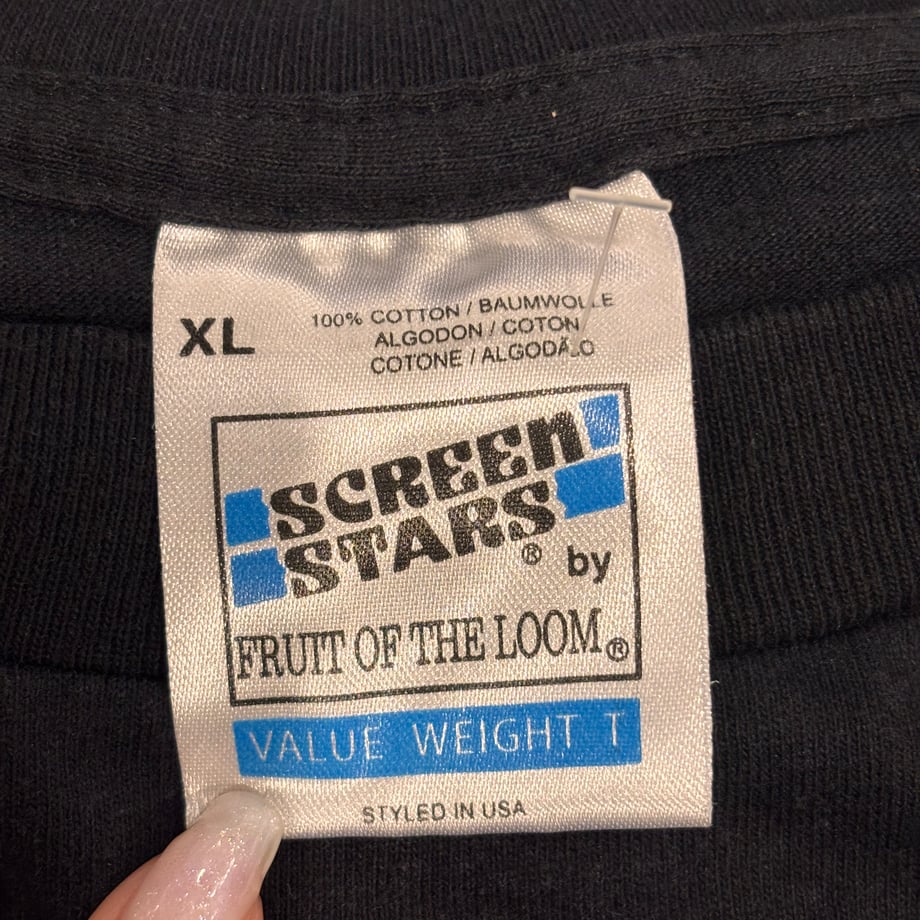 XL
100% COTTON / BAUMWOLLE
ALGODON / COTON
COTONE / ALGODÃO
SCREEN
STARS® by
FRUIT OF THE LOOM®
VALUE WEIGHT T
STYLED IN USA